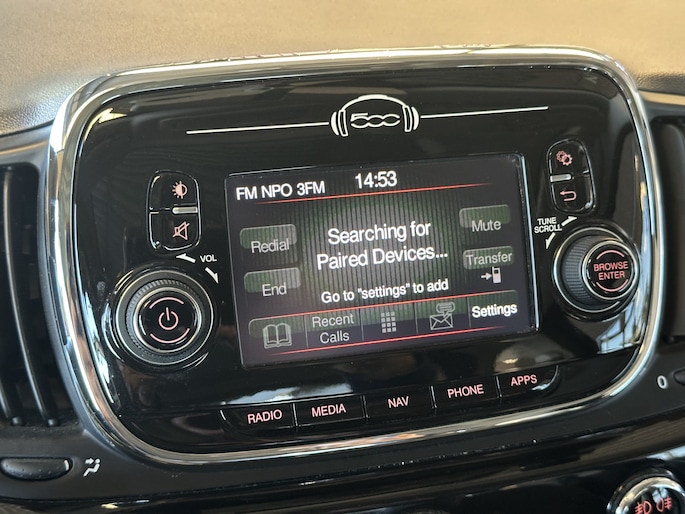 500
FM NPO 3FM 14:53
Redial
Searching for
Paired Devices...
Mute
End
Transfer
Go to "settings" to add
Recent
Calls
Settings
VOL
TUNE
SCROLL
BROWSE
ENTER
RADIO
MEDIA
NAV
PHONE
APPS
0